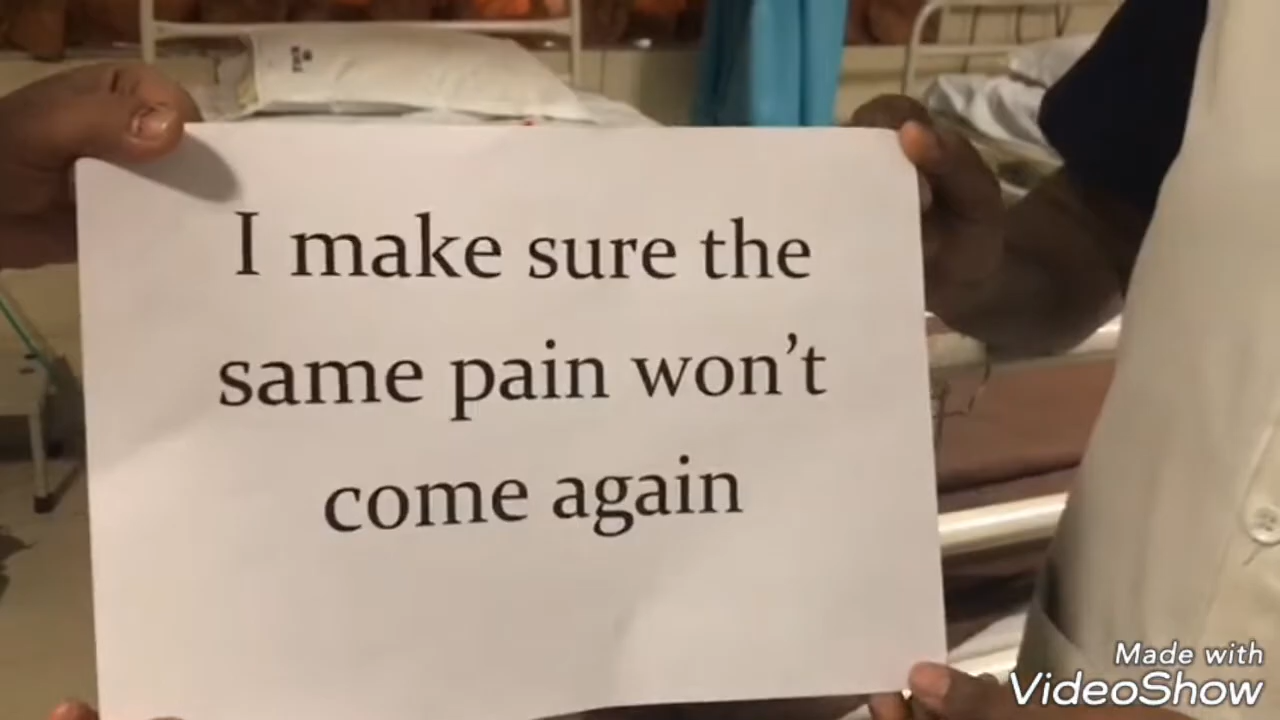 I make sure the
same pain won't
come again
Made with
VideoShow